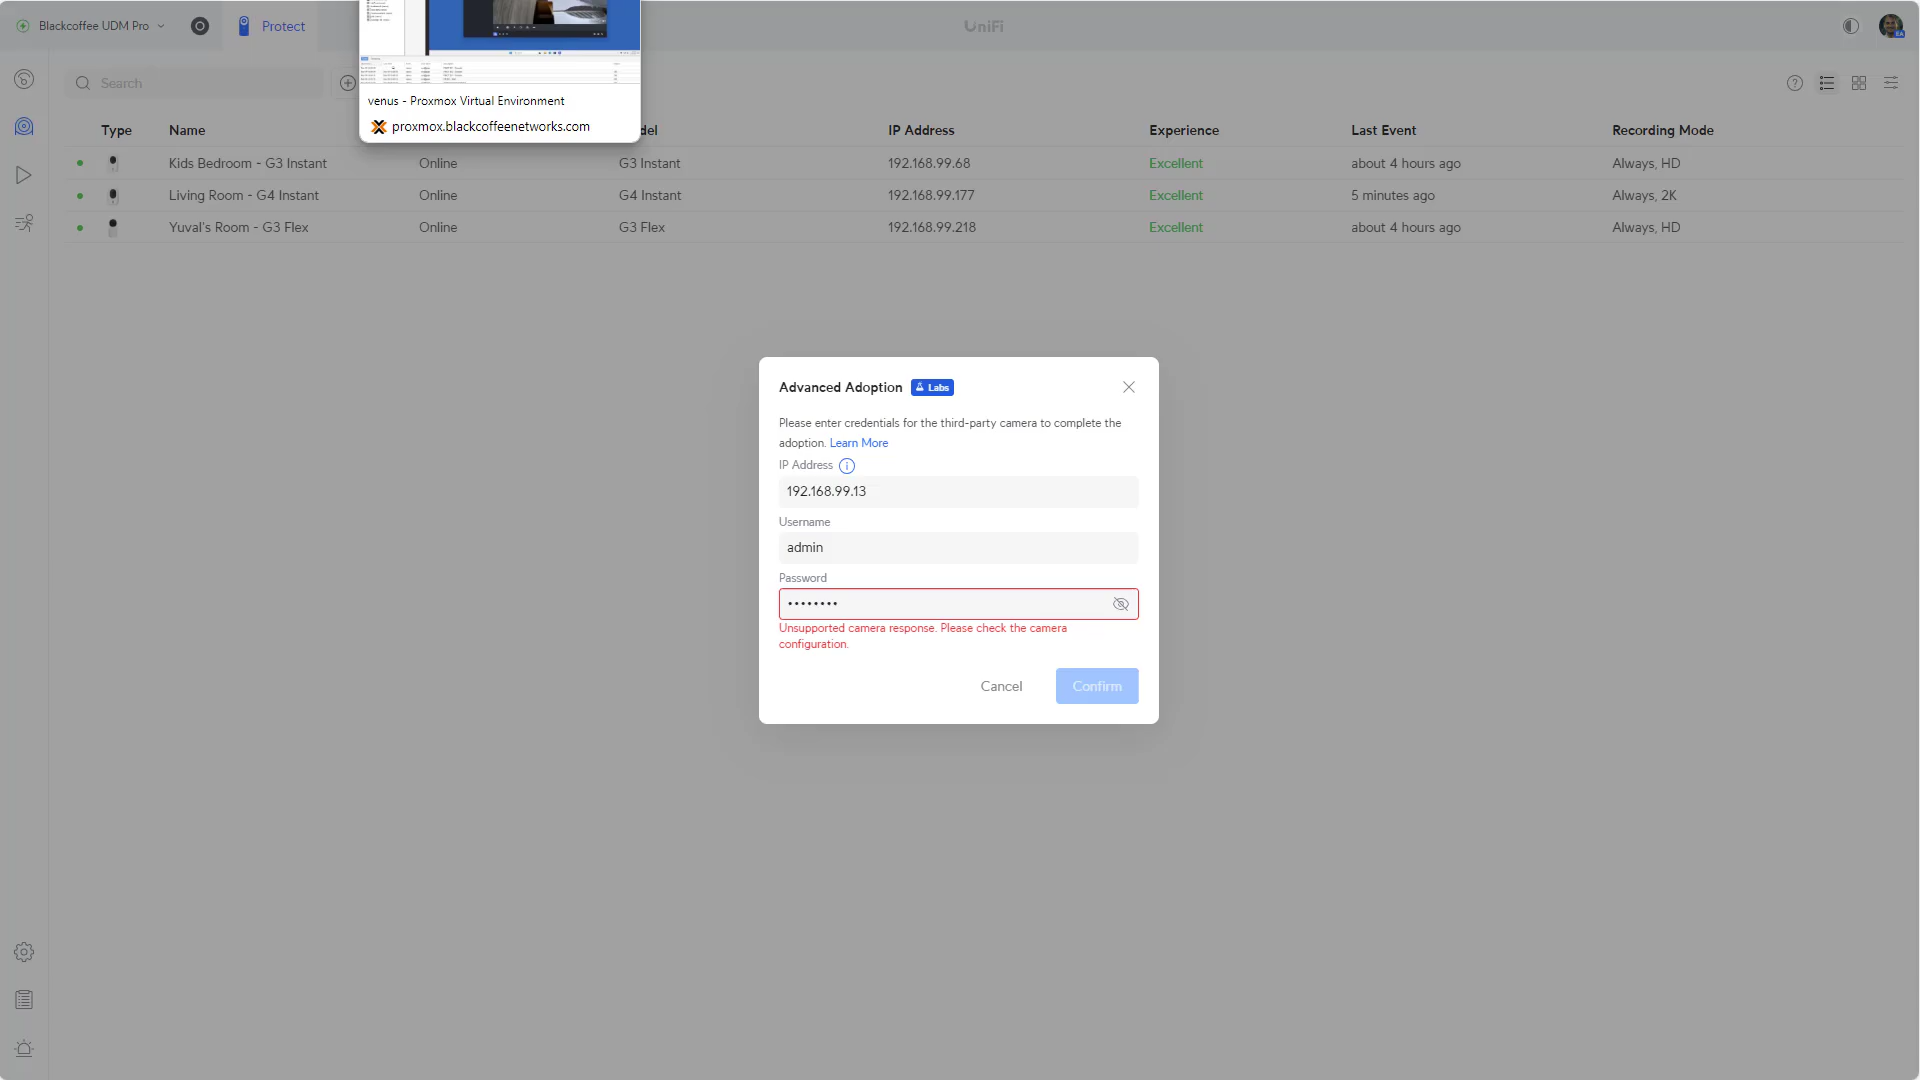 Blackcoffee UDM Pro
Protect
UniFi
EA
Search
venus - Proxmox Virtual Environment
proxmox.blackcoffeenetworks.com
Type Name del IP Address Experience Last Event Recording Mode
Kids Bedroom - G3 Instant Online G3 Instant 192.168.99.68 Excellent about 4 hours ago Always, HD
Living Room - G4 Instant Online G4 Instant 192.168.99.177 Excellent 5 minutes ago Always, 2K
Yuval's Room - G3 Flex Online G3 Flex 192.168.99.218 Excellent about 4 hours ago Always, HD
Advanced Adoption Labs
Please enter credentials for the third-party camera to complete the
adoption. Learn More
IP Address
192.168.99.13
Username
admin
Password
••••••••
Unsupported camera response. Please check the camera
configuration.
Cancel Confirm